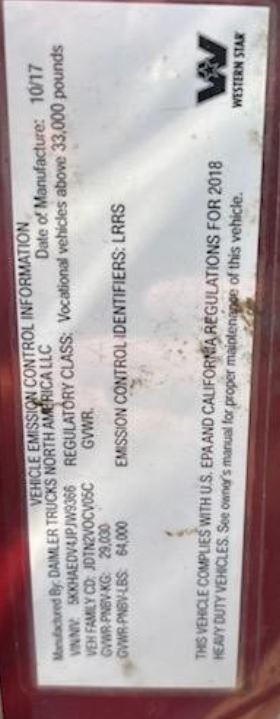 VEHICLE EMISSION CONTROL INFORMATION
Manufactured By: DAIMLER TRUCKS NORTH AMERICA LLC Date of Manufacture: 10/17
VIN/NIV: 5KKHAEDV4JPJW9366 REGULATORY CLASS: Vocational vehicles above 33,000 pounds
VEH FAMILY CD: JDTN2VOCV05C GVWR.
GVWR-PNBV-KG: 29,030
GVWR-PNBV-LBS: 64,000 EMISSION CONTROL IDENTIFIERS: LRRS
THIS VEHICLE COMPLIES WITH U.S. EPA AND CALIFORNIA REGULATIONS FOR 2018
HEAVY DUTY VEHICLES. See owner's manual for proper maintenance of this vehicle.
WESTERN STAR